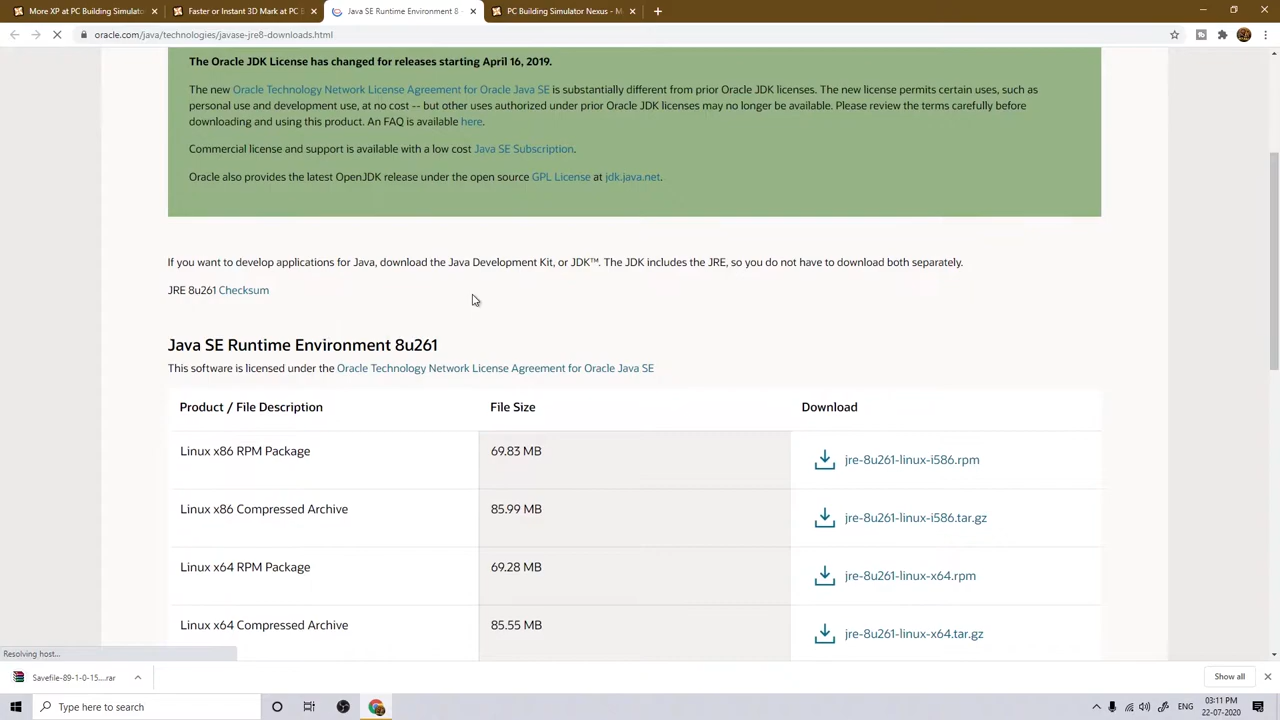 More XP at PC Building Simulato
Faster or Instant 3D Mark at PC B
Java SE Runtime Environment 8
PC Building Simulator Nexus - M
oracle.com/java/technologies/javase-jre8-downloads.html
The Oracle JDK License has changed for releases starting April 16, 2019.
The new Oracle Technology Network License Agreement for Oracle Java SE is substantially different from prior Oracle JDK licenses. The new license permits certain uses, such as
personal use and development use, at no cost -- but other uses authorized under prior Oracle JDK licenses may no longer be available. Please review the terms carefully before
downloading and using this product. An FAQ is available here.
Commercial license and support is available with a low cost Java SE Subscription.
Oracle also provides the latest OpenJDK release under the open source GPL License at jdk.java.net.
If you want to develop applications for Java, download the Java Development Kit, or JDK™. The JDK includes the JRE, so you do not have to download both separately.
JRE 8u261 Checksum
Java SE Runtime Environment 8u261
This software is licensed under the Oracle Technology Network License Agreement for Oracle Java SE
Product / File Description File Size Download
Linux x86 RPM Package 69.83 MB jre-8u261-linux-i586.rpm
Linux x86 Compressed Archive 85.99 MB jre-8u261-linux-i586.tar.gz
Linux x64 RPM Package 69.28 MB jre-8u261-linux-x64.rpm
Linux x64 Compressed Archive 85.55 MB jre-8u261-linux-x64.tar.gz
Resolving host...
Savefile-89-1-0-15....rar
Show all
Type here to search
ENG
03:11 PM
22-07-2020